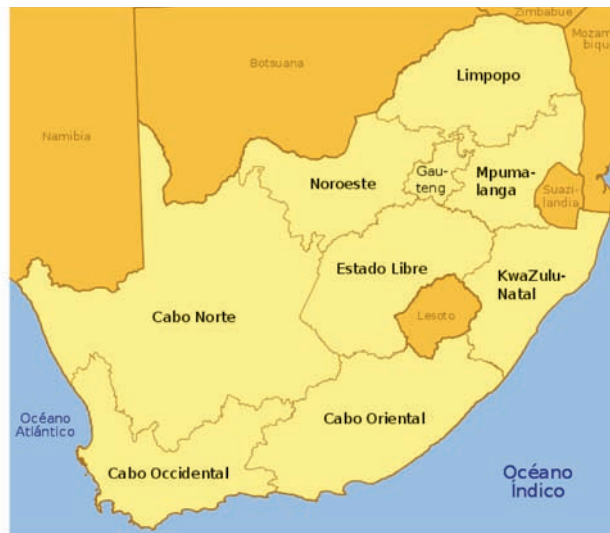 Zimbabue
Mozam-
bique
Botsuana
Limpopo
Namibia
Noroeste
Gau-
teng
Mpuma-
langa
Suazi-
landia
Estado Libre
KwaZulu-
Natal
Cabo Norte
Lesoto
Océano
Atlántico
Cabo Oriental
Cabo Occidental
Océano
Índico